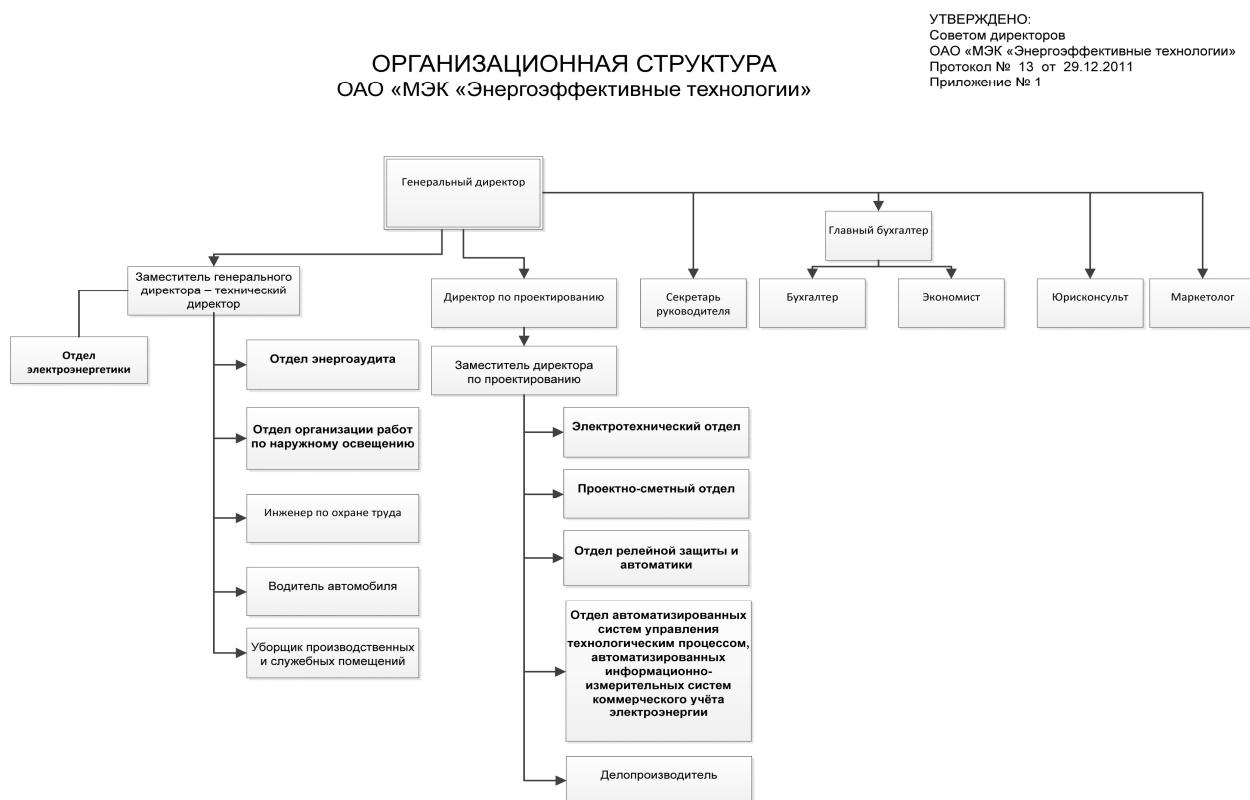 УТВЕРЖДЕНО:
Советом директоров
ОАО «МЭК «Энергоэффективные технологии»
Протокол № 13 от 29.12.2011
Приложение № 1
ОРГАНИЗАЦИОННАЯ СТРУКТУРА
ОАО «МЭК «Энергоэффективные технологии»
Генеральный директор
Главный бухгалтер
Заместитель генерального
директора – технический
директор
Директор по проектированию
Секретарь
руководителя
Бухгалтер
Экономист
Юрисконсульт
Маркетолог
Отдел
электроэнергетики
Отдел энергоаудита
Заместитель директора
по проектированию
Отдел организации работ
по наружному освещению
Электротехнический отдел
Проектно-сметный отдел
Инженер по охране труда
Отдел релейной защиты и
автоматики
Водитель автомобиля
Отдел автоматизированных
систем управления
технологическим процессом,
автоматизированных
информационно-
измерительных систем
коммерческого учёта
электроэнергии
Уборщик производственных
и служебных помещений
Делопроизводитель